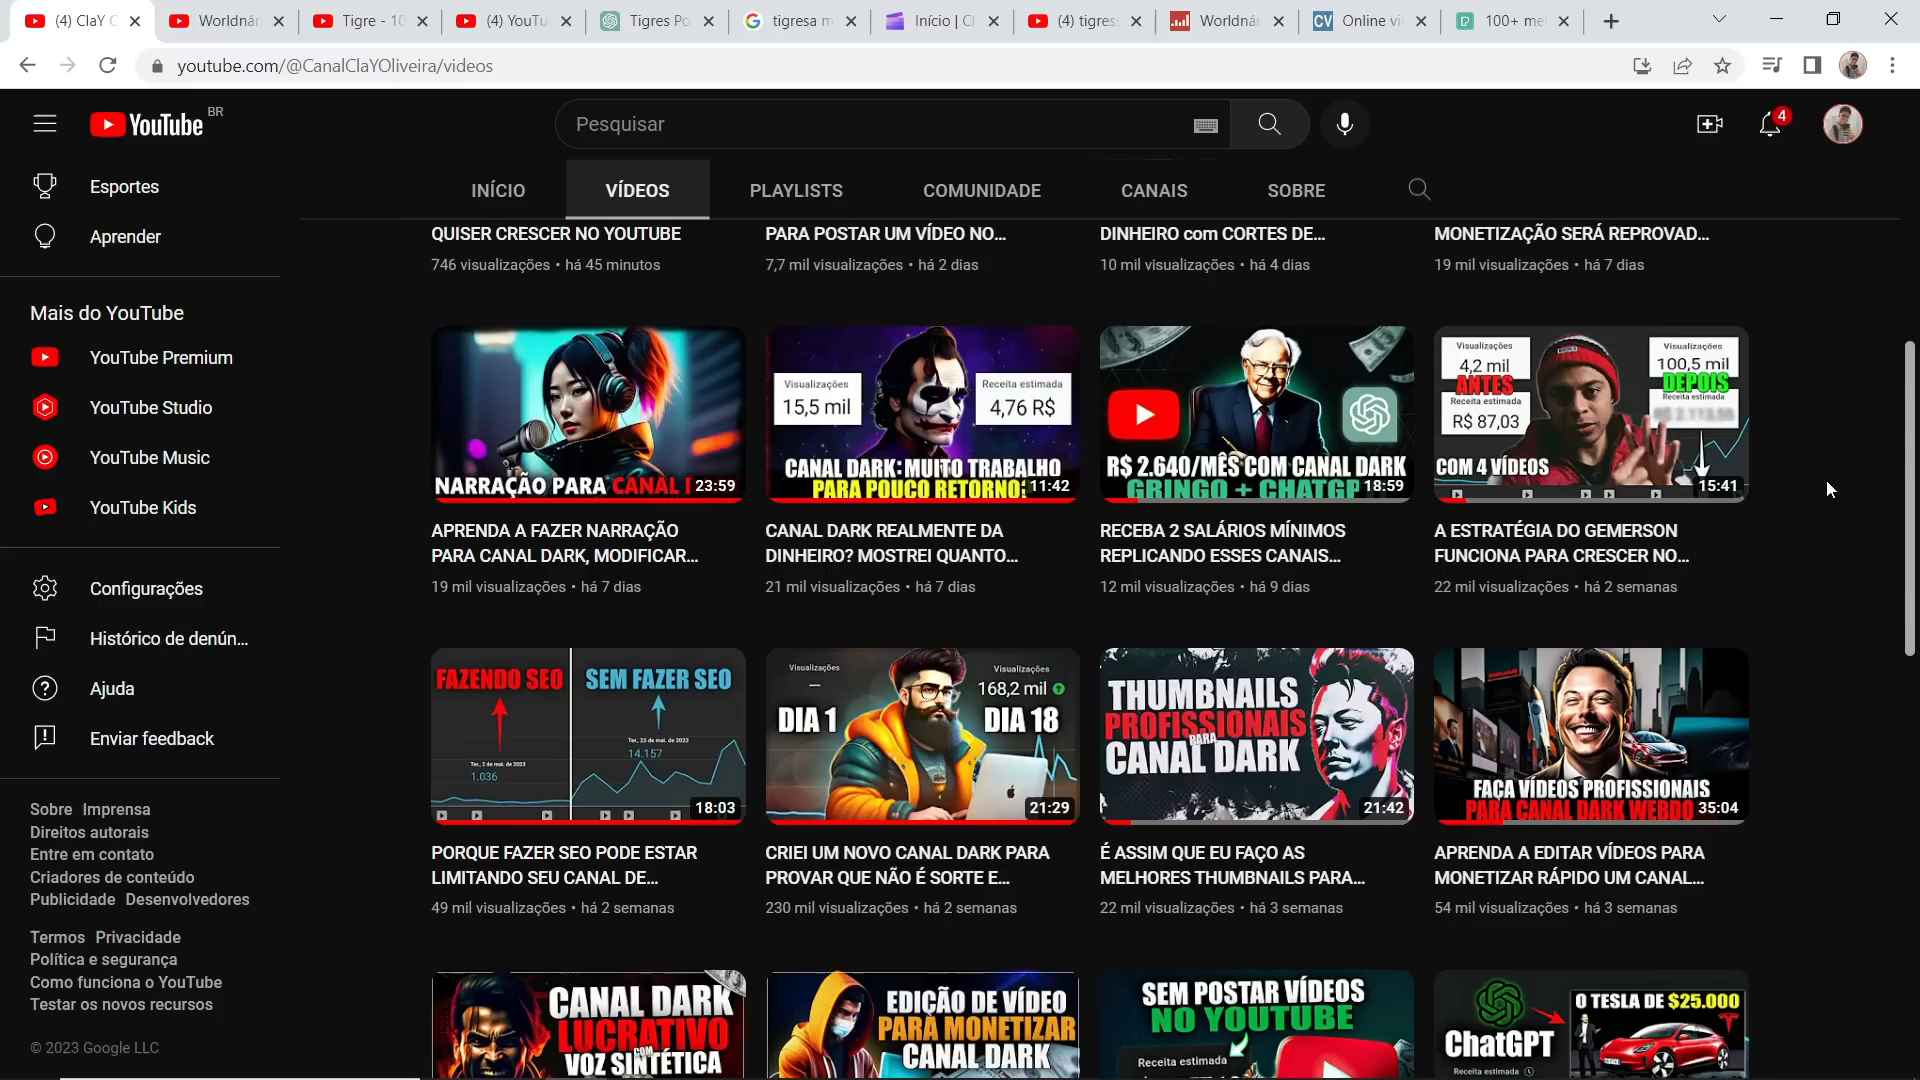 (4) ClaY C
Worldnár
Tigre - 10
(4) YouTu
Tigres Po
tigresa m
Início | Cl
(4) tigres
Worldnár
CV Online vi
100+ me
youtube.com/@CanalClaYOliveira/videos
YouTube BR
Pesquisar
4
INÍCIO
VÍDEOS
PLAYLISTS
COMUNIDADE
CANAIS
SOBRE
Esportes
Aprender
Mais do YouTube
YouTube Premium
YouTube Studio
YouTube Music
YouTube Kids
Configurações
Histórico de denún...
Ajuda
Enviar feedback
Sobre Imprensa
Direitos autorais
Entre em contato
Criadores de conteúdo
Publicidade Desenvolvedores
Termos Privacidade
Política e segurança
Como funciona o YouTube
Testar os novos recursos
© 2023 Google LLC
QUISER CRESCER NO YOUTUBE
746 visualizações • há 45 minutos
PARA POSTAR UM VÍDEO NO...
7,7 mil visualizações • há 2 dias
DINHEIRO com CORTES DE...
10 mil visualizações • há 4 dias
MONETIZAÇÃO SERÁ REPROVAD...
19 mil visualizações • há 7 dias
NARRAÇÃO PARA CANAL
23:59
APRENDA A FAZER NARRAÇÃO
PARA CANAL DARK, MODIFICAR...
19 mil visualizações • há 7 dias
Visualizações
15,5 mil
Receita estimada
4,76 R$
CANAL DARK: MUITO TRABALHO
PARA POUCO RETORNO?
11:42
CANAL DARK REALMENTE DA
DINHEIRO? MOSTREI QUANTO...
21 mil visualizações • há 7 dias
R$ 2.640/MÊS COM CANAL DARK
GRINGO + CHATGP
18:59
RECEBA 2 SALÁRIOS MÍNIMOS
REPLICANDO ESSES CANAIS...
12 mil visualizações • há 9 dias
Visualizações
4,2 mil
ANTES
Receita estimada
R$ 87,03
Visualizações
100,5 mil
DEPOIS
Receita estimada
COM 4 VÍDEOS
15:41
A ESTRATÉGIA DO GEMERSON
FUNCIONA PARA CRESCER NO...
22 mil visualizações • há 2 semanas
FAZENDO SEO
SEM FAZER SEO
Ter., 2 de mai. de 2023
1.036
Ter., 23 de mai. de 2023
14.157
18:03
PORQUE FAZER SEO PODE ESTAR
LIMITANDO SEU CANAL DE...
49 mil visualizações • há 2 semanas
Visualizações
—
DIA 1
Visualizações
168,2 mil
DIA 18
21:29
CRIEI UM NOVO CANAL DARK PARA
PROVAR QUE NÃO É SORTE E...
230 mil visualizações • há 2 semanas
THUMBNAILS
PROFISSIONAIS
PARA
CANAL DARK
21:42
É ASSIM QUE EU FAÇO AS
MELHORES THUMBNAILS PARA...
22 mil visualizações • há 3 semanas
FAÇA VÍDEOS PROFISSIONAIS
PARA CANAL DARK WEBDO
35:04
APRENDA A EDITAR VÍDEOS PARA
MONETIZAR RÁPIDO UM CANAL...
54 mil visualizações • há 3 semanas
CANAL DARK
LUCRATIVO
COM
VOZ SINTÉTICA
EDIÇÃO DE VÍDEO
PARA MONETIZAR
CANAL DARK
SEM POSTAR VÍDEOS
NO YOUTUBE
Receita estimada
ChatGPT
Receita estimada
O TESLA DE $25.000